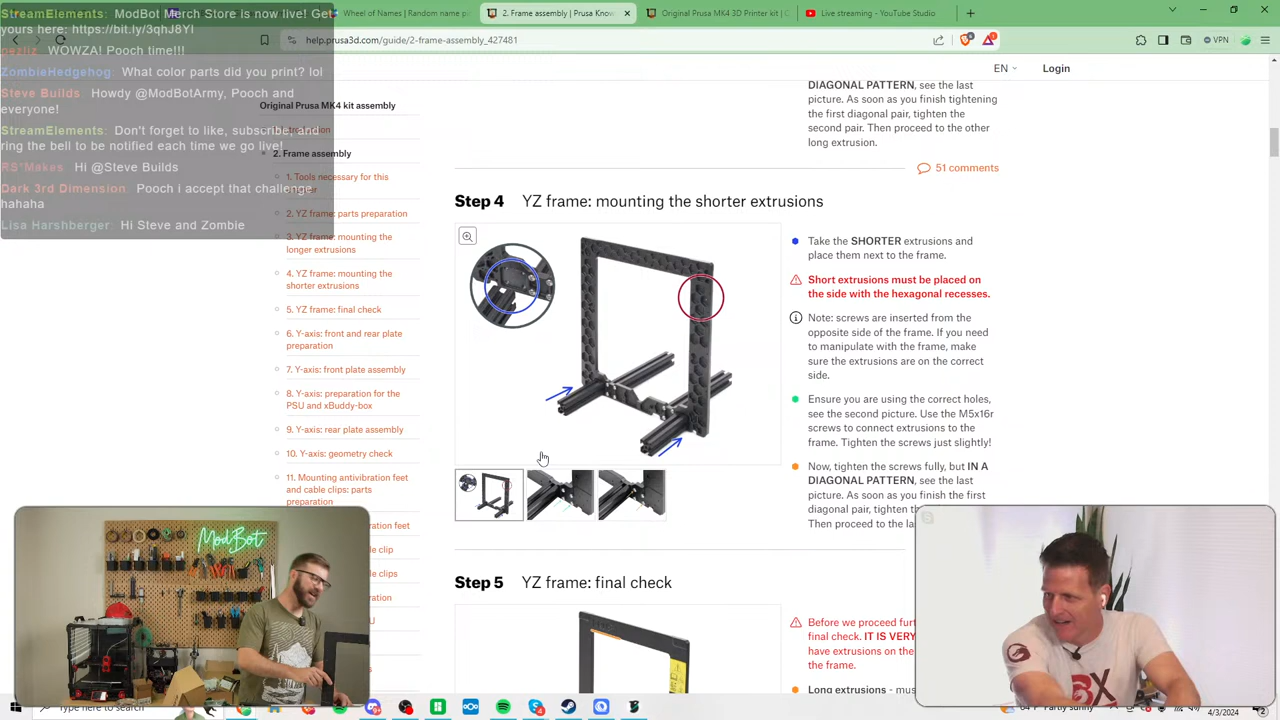 Merch Store is here! Get
yours here: https://bit.ly/3qhJ8YI
WOWZA! Pootch time!!!
ZombieHedgehog: What color parts did you print? lol
Steve Builds: Howdy @ModBotArmy, Pooch and
everyone!
StreamElements: Don't forget to like, subscribe, and
ring the bell to be notified each time we go live!
RS'Makes: Hi @Steve Builds
Dark 3rd Dimension: Pooch i accept that challenge
hahaha
Lisa Harshberger: Hi Steve and Zombie
Wheel of Names
2. Frame assembly | Prusa Know
Original Prusa MK4 3D Printer kit
Live streaming - YouTube Studio
help.prusa3d.com/guide/2-frame-assembly_427481
VPN
EN
Login
Original Prusa MK4 kit assembly
2. Frame assembly
1. Tools necessary for this
2. YZ frame: parts preparation
3. YZ frame: mounting the
longer extrusions
4. YZ frame: mounting the
shorter extrusions
5. YZ frame: final check
6. Y-axis: front and rear plate
preparation
7. Y-axis: front plate assembly
8. Y-axis: preparation for the
PSU and xBuddy-box
9. Y-axis: rear plate assembly
10. Y-axis: geometry check
11. Mounting antivibration feet
and cable clips: parts
preparation
ration feet
le clip
le clips
ration
U
DIAGONAL PATTERN, see the last
picture. As soon as you finish tightening
the first diagonal pair, tighten the
second pair. Then proceed to the other
long extrusion.
51 comments
Step 4 YZ frame: mounting the shorter extrusions
Take the SHORTER extrusions and
place them next to the frame.
Short extrusions must be placed on
the side with the hexagonal recesses.
Note: screws are inserted from the
opposite side of the frame. If you need
to manipulate with the frame, make
sure the extrusions are on the correct
side.
Ensure you are using the correct holes,
see the second picture. Use the M5x16r
screws to connect extrusions to the
frame. Tighten the screws just slightly!
Now, tighten the screws fully, but IN A
DIAGONAL PATTERN, see the last
picture. As soon as you finish the first
diagonal pair, tighten th
Then proceed to the la
Step 5 YZ frame: final check
Before we proceed furt
final check. IT IS VERY
have extrusions on the
the frame.
Long extrusions - mus
ModBot
Type here to search
Partly sunny
4/3/2024